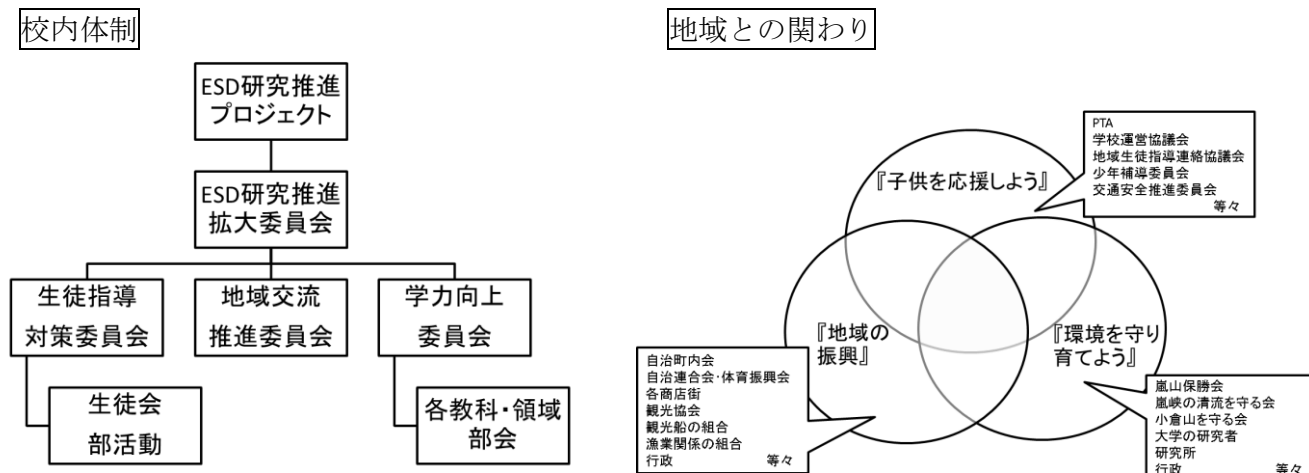 校内体制
ESD研究推進
プロジェクト
ESD研究推進
拡大委員会
生徒指導
対策委員会
地域交流
推進委員会
学力向上
委員会
生徒会
部活動
各教科・領域
部会
地域との関わり
PTA
学校運営協議会
地域生徒指導連絡協議会
少年補導委員会
交通安全推進委員会
等々
『子供を応援しよう』
『地域の
振興』
『環境を守り
育てよう』
自治町内会
自治連合会・体育振興会
各商店街
観光協会
観光船の組合
漁業関係の組合
行政 等々
嵐山保勝会
嵐峡の清流を守る会
小倉山を守る会
大学の研究者
研究所
行政 等々